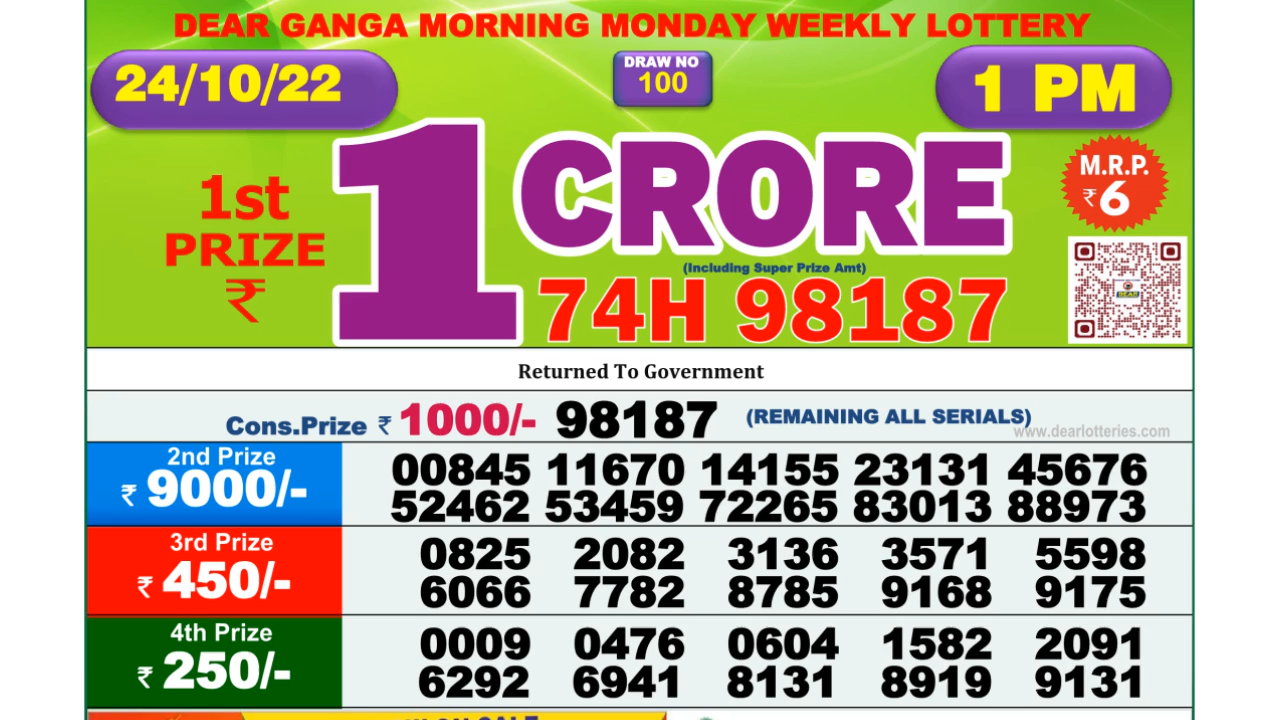 DEAR GANGA MORNING MONDAY WEEKLY LOTTERY
24/10/22
DRAW NO
100
1 PM
1st
PRIZE
₹
1 CRORE
(Including Super Prize Amt)
74H 98187
M.R.P.
₹ 6
DEAR
Returned To Government
Cons.Prize ₹ 1000/- 98187 (REMAINING ALL SERIALS)
www.dearlotteries.com
2nd Prize
₹ 9000/-
00845 11670 14155 23131 45676
52462 53459 72265 83013 88973
3rd Prize
₹ 450/-
0825 2082 3136 3571 5598
6066 7782 8785 9168 9175
4th Prize
₹ 250/-
0009 0476 0604 1582 2091
6292 6941 8131 8919 9131